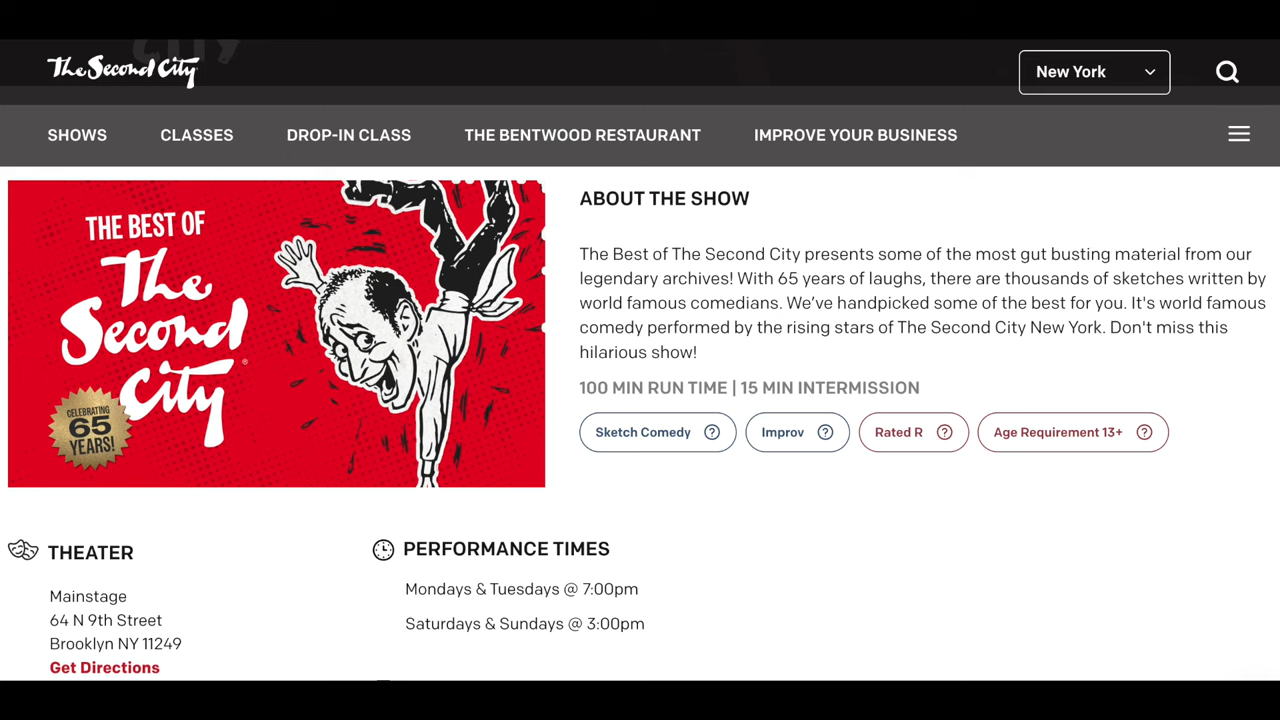 CITY
The Second City
New York
SHOWS CLASSES DROP-IN CLASS THE BENTWOOD RESTAURANT IMPROVE YOUR BUSINESS
THE BEST OF
The
Second
City®
CELEBRATING
65
YEARS!
ABOUT THE SHOW
The Best of The Second City presents some of the most gut busting material from our
legendary archives! With 65 years of laughs, there are thousands of sketches written by
world famous comedians. We’ve handpicked some of the best for you. It's world famous
comedy performed by the rising stars of The Second City New York. Don't miss this
hilarious show!
100 MIN RUN TIME | 15 MIN INTERMISSION
Sketch Comedy ? Improv ? Rated R ? Age Requirement 13+ ?
THEATER
Mainstage
64 N 9th Street
Brooklyn NY 11249
Get Directions
PERFORMANCE TIMES
Mondays & Tuesdays @ 7:00pm
Saturdays & Sundays @ 3:00pm